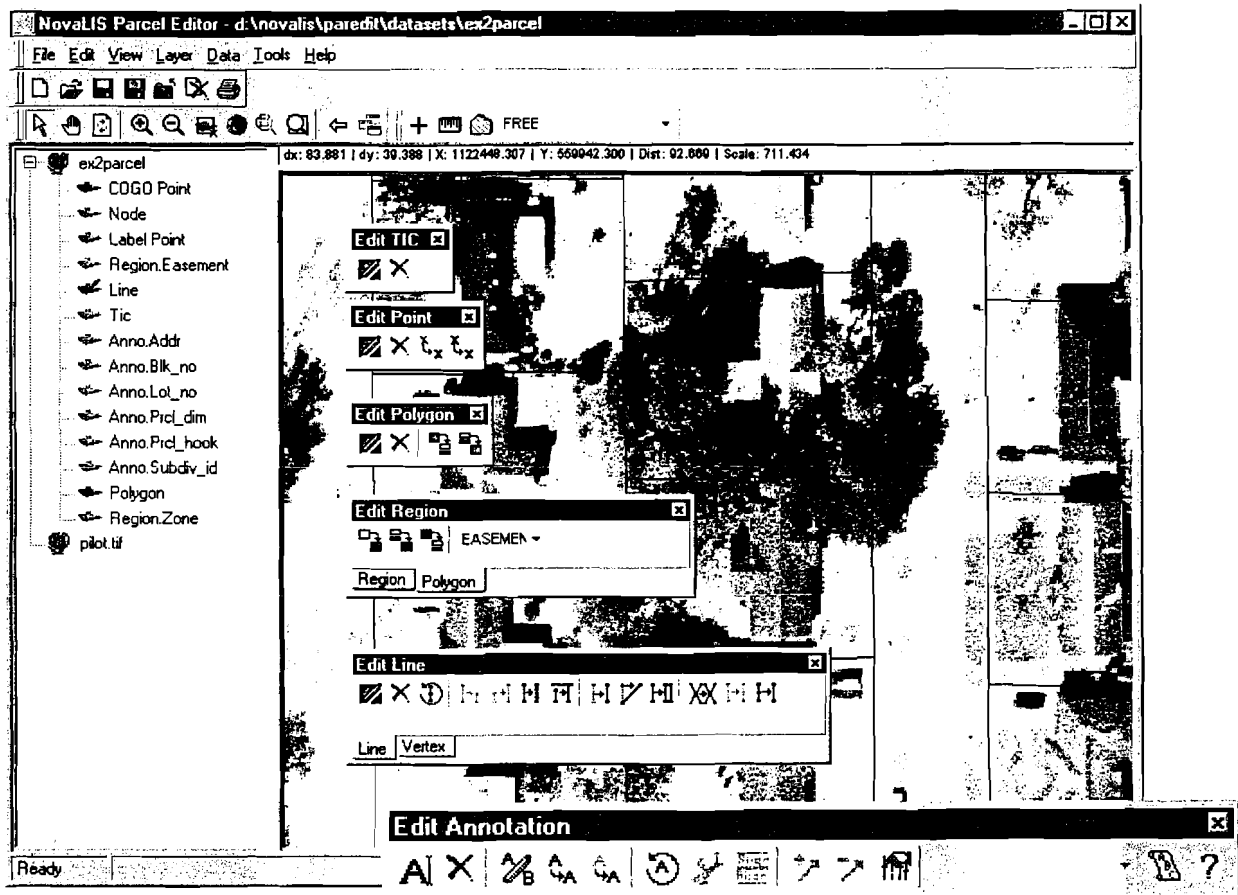 NovaLIS Parcel Editor - d:\novalis\paredit\datasets\ex2parcel
File Edit View Layer Data Tools Help
FREE
dx: 83.881 | dy: 39.388 | X: 1122448.307 | Y: 559942.300 | Dist: 92.669 | Scale: 711.434
ex2parcel
COGO Point
Node
Label Point
Region.Easement
Line
Tic
Anno.Addr
Anno.Blk_no
Anno.Lot_no
Anno.Prcl_dim
Anno.Prcl_hook
Anno.Subdiv_id
Polygon
Region.Zone
pilot.tif
Edit TIC
Edit Point
Edit Polygon
Edit Region
EASEMEN
Region Polygon
Edit Line
Line Vertex
Edit Annotation
Ready